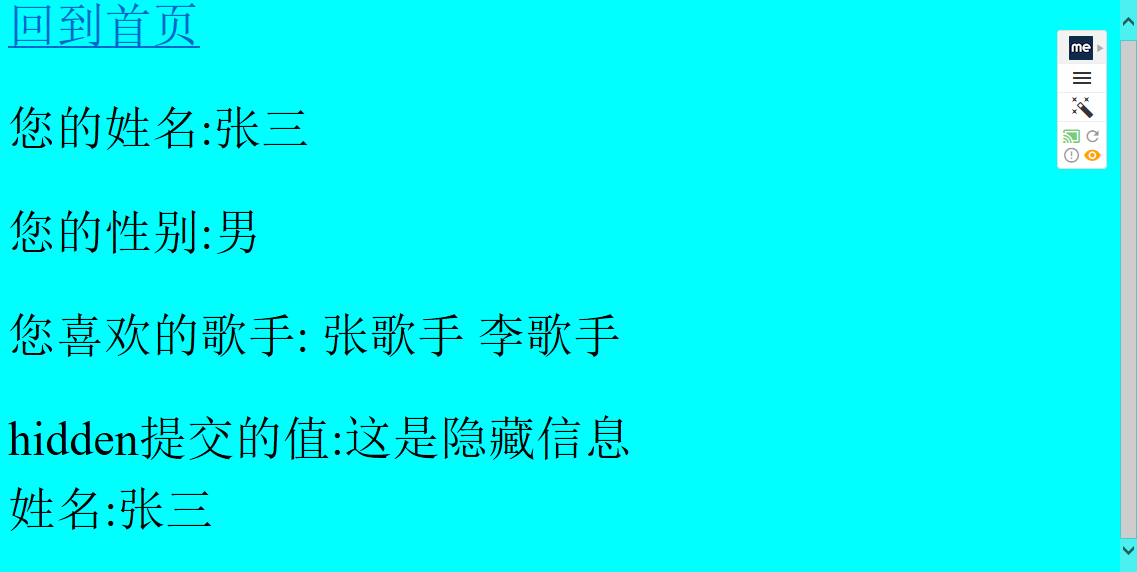 回到首页
me
您的姓名:张三
您的性别:男
您喜欢的歌手: 张歌手 李歌手
hidden提交的值:这是隐藏信息
姓名:张三